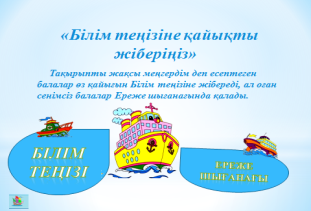 «Білім теңізіне қайықты
жіберіңіз»
Тақырыпты жақсы меңгердім деп есептеген
балалар өз қайығын Білім теңізіне жібереді, ал оған
сенімсіз балалар Ереже шығанағында қалады.
БІЛІМ
ТЕҢІЗІ
ЕРЕЖЕ
ШЫҒАНАҒЫ